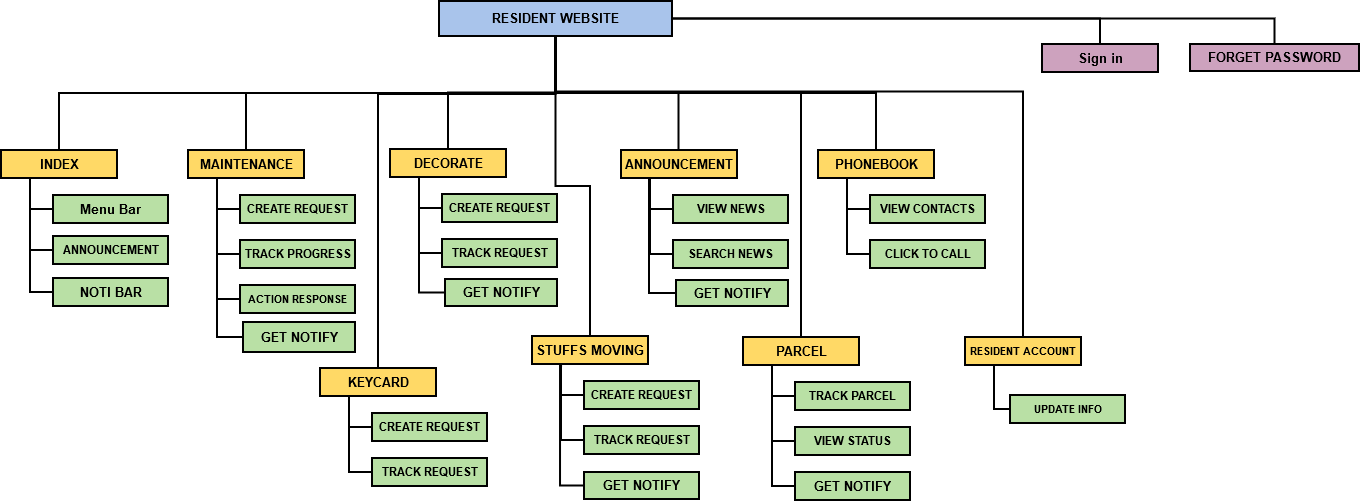 RESIDENT WEBSITE
Sign in
FORGET PASSWORD
INDEX
Menu Bar
ANNOUNCEMENT
NOTI BAR
MAINTENANCE
CREATE REQUEST
TRACK PROGRESS
ACTION RESPONSE
GET NOTIFY
KEYCARD
CREATE REQUEST
TRACK REQUEST
DECORATE
CREATE REQUEST
TRACK REQUEST
GET NOTIFY
STUFFS MOVING
CREATE REQUEST
TRACK REQUEST
GET NOTIFY
ANNOUNCEMENT
VIEW NEWS
SEARCH NEWS
GET NOTIFY
PARCEL
TRACK PARCEL
VIEW STATUS
GET NOTIFY
PHONEBOOK
VIEW CONTACTS
CLICK TO CALL
RESIDENT ACCOUNT
UPDATE INFO